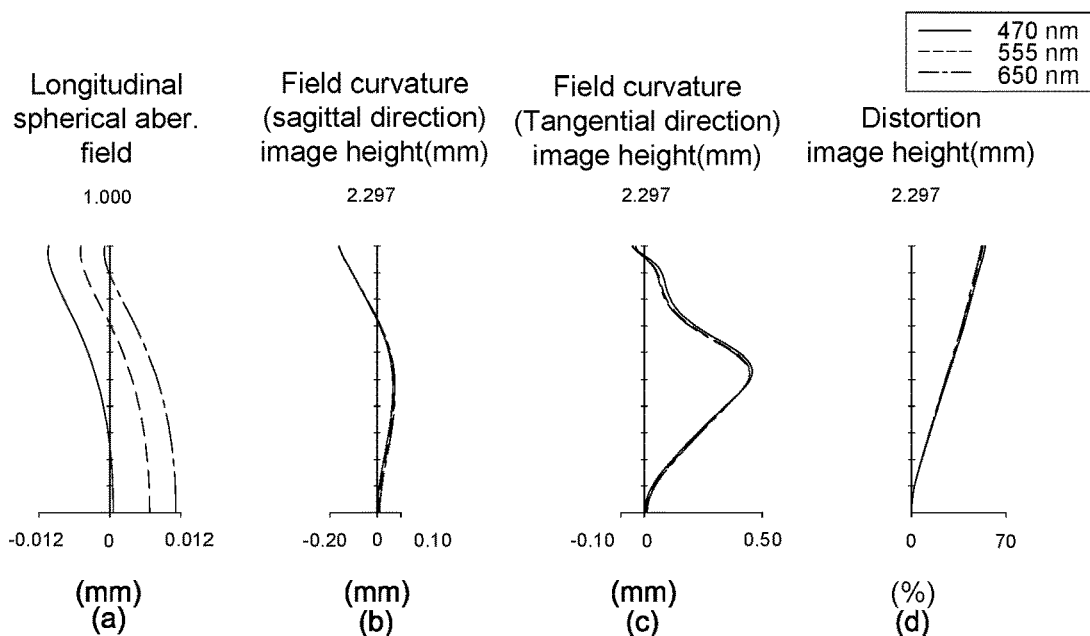 470 nm
555 nm
650 nm
Longitudinal
spherical aber.
field
1.000
Field curvature
(sagittal direction)
image height(mm)
2.297
Field curvature
(Tangential direction)
image height(mm)
2.297
Distortion
image height(mm)
2.297
-0.012 0 0.012
(mm)
(a)
-0.20 0 0.10
(mm)
(b)
-0.10 0 0.50
(mm)
(c)
0 70
(%)
(d)